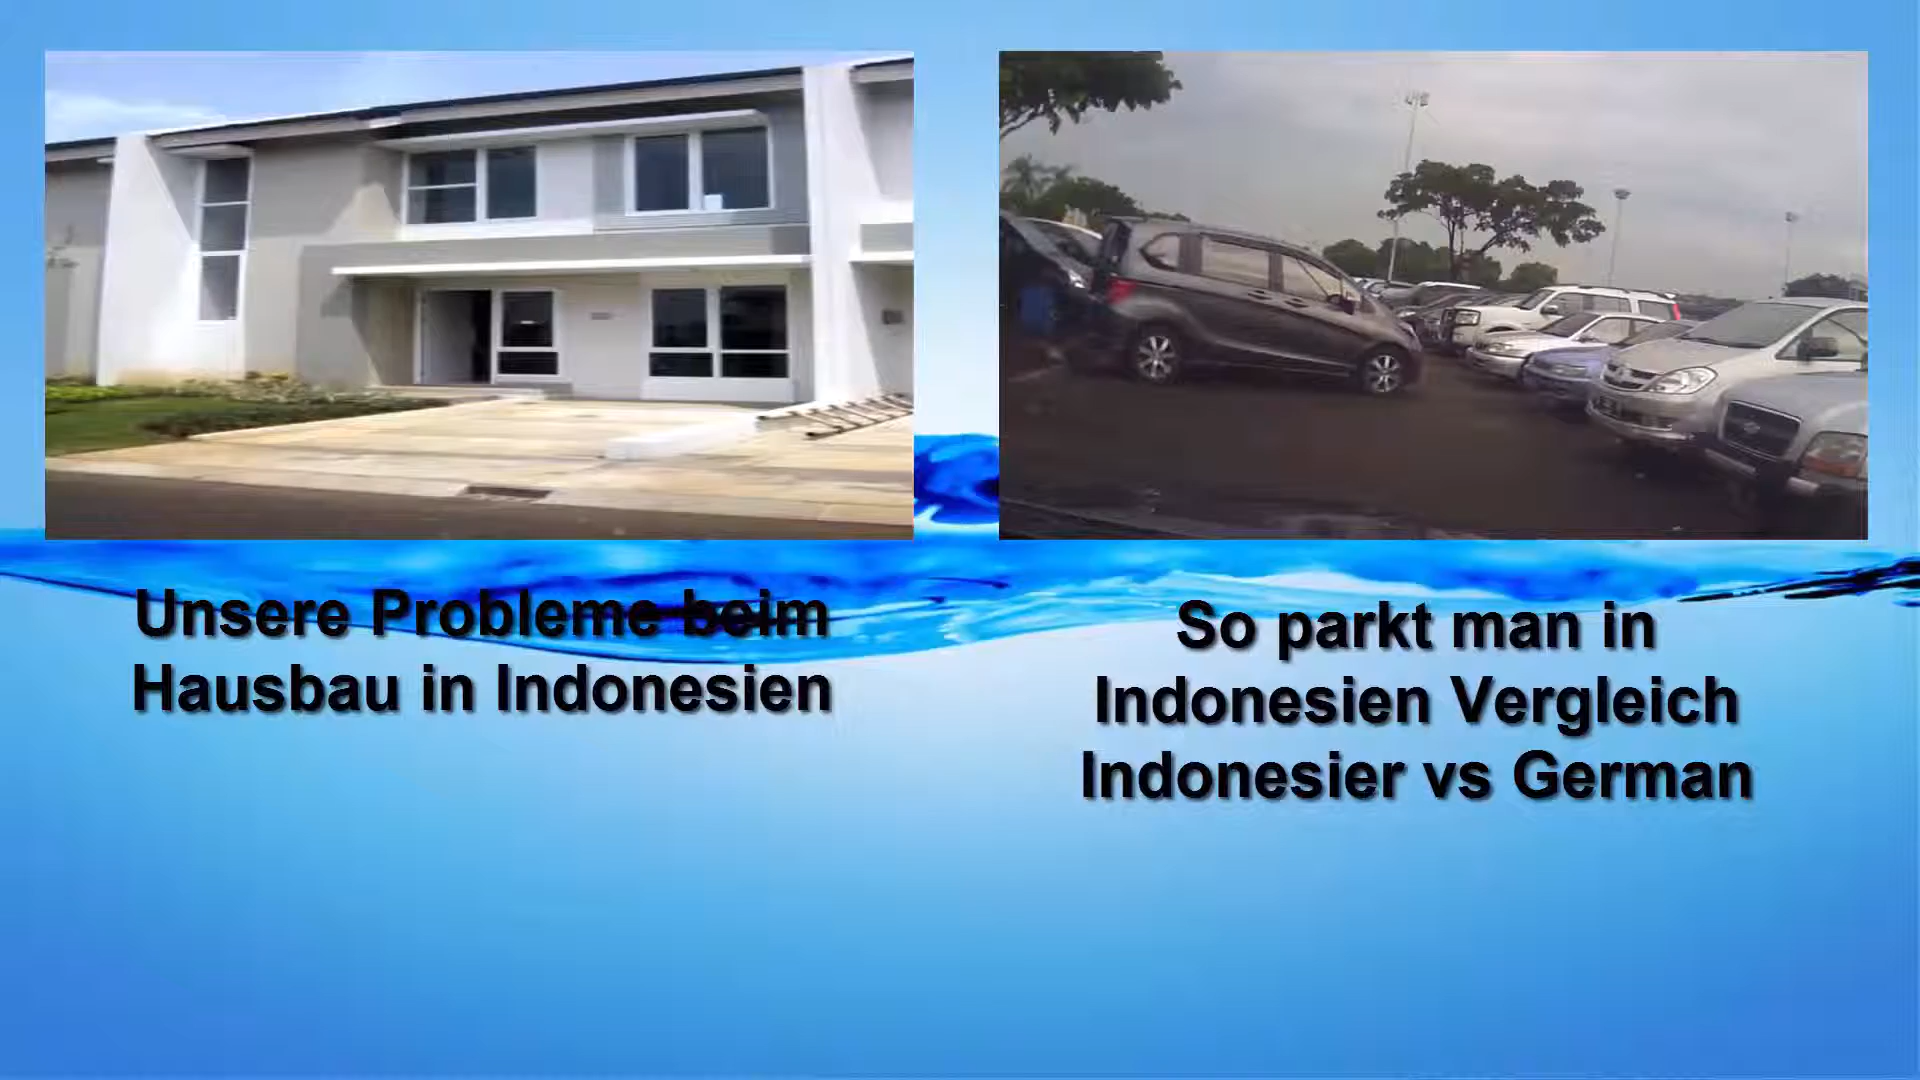 Unsere Probleme beim
Hausbau in Indonesien
So parkt man in
Indonesien Vergleich
Indonesier vs German